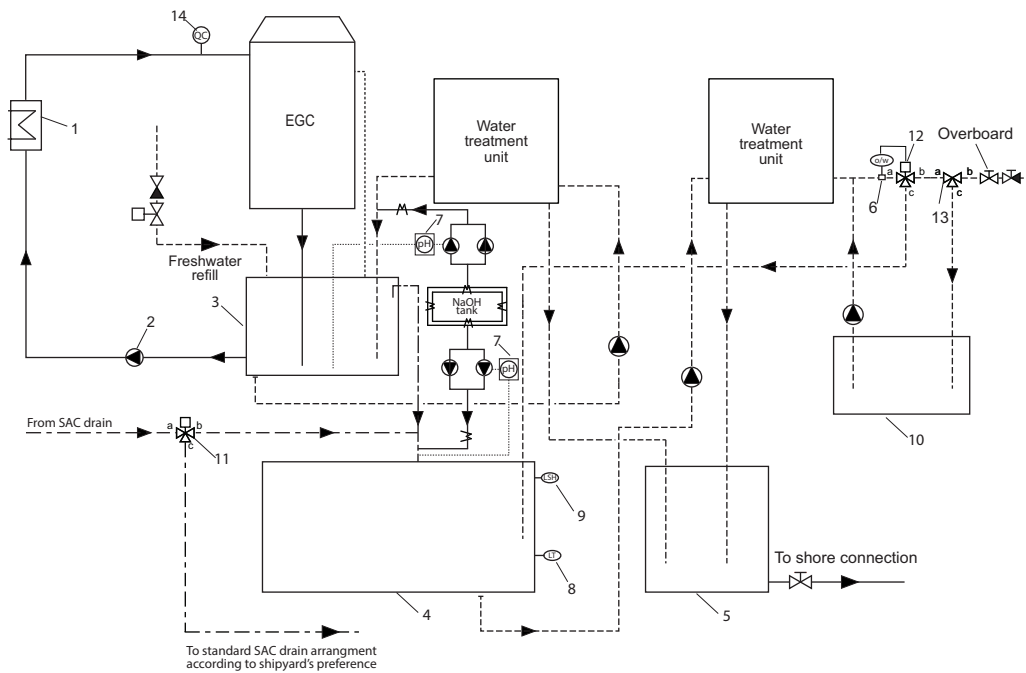 14
QC
12
Overboard
EGC
Water
treatment
unit
Water
treatment
unit
o/w
a
b
c
a
b
c
1
6
13
7
pH
Freshwater
refill
3
NaOH
tank
2
7
pH
From SAC drain
a
b
c
11
10
LSH
9
To shore connection
LT
8
4
5
To standard SAC drain arrangment
according to shipyard's preference